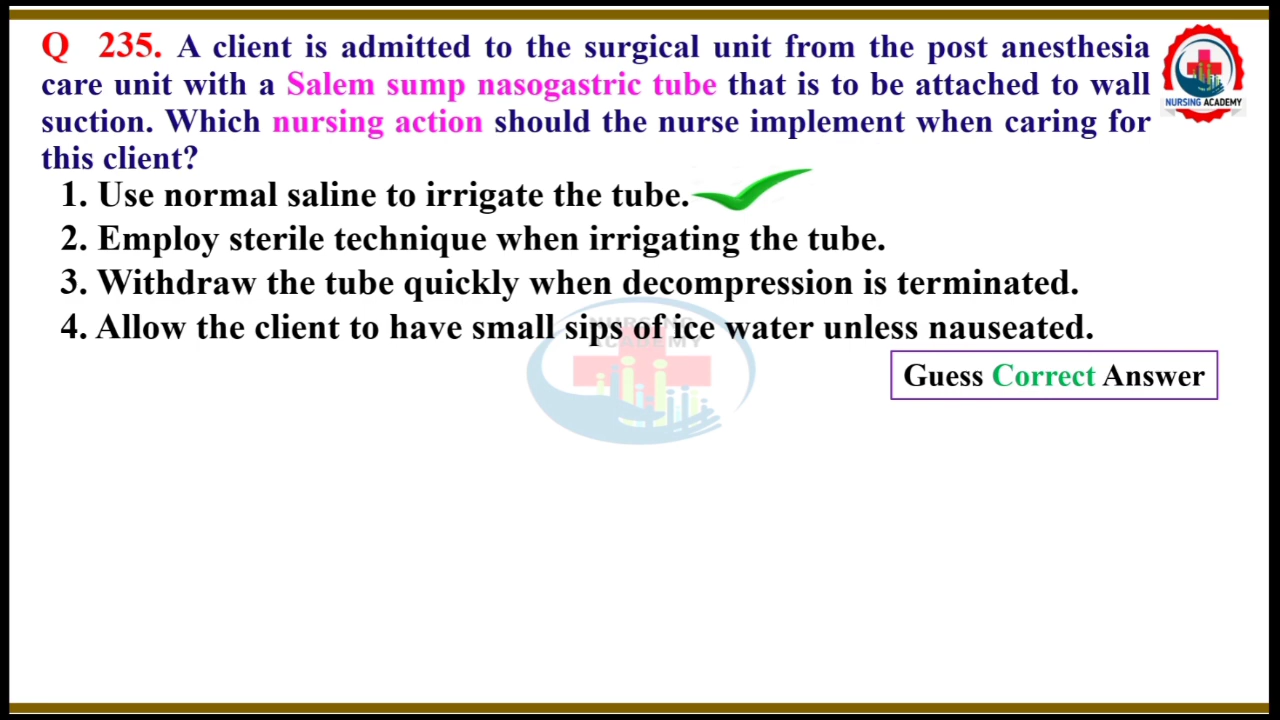 Q 235. A client is admitted to the surgical unit from the post anesthesia
care unit with a Salem sump nasogastric tube that is to be attached to wall
suction. Which nursing action should the nurse implement when caring for
this client?
NURSING ACADEMY
1. Use normal saline to irrigate the tube.
2. Employ sterile technique when irrigating the tube.
3. Withdraw the tube quickly when decompression is terminated.
4. Allow the client to have small sips of ice water unless nauseated.
NURSING
ACADEMY
Guess Correct Answer